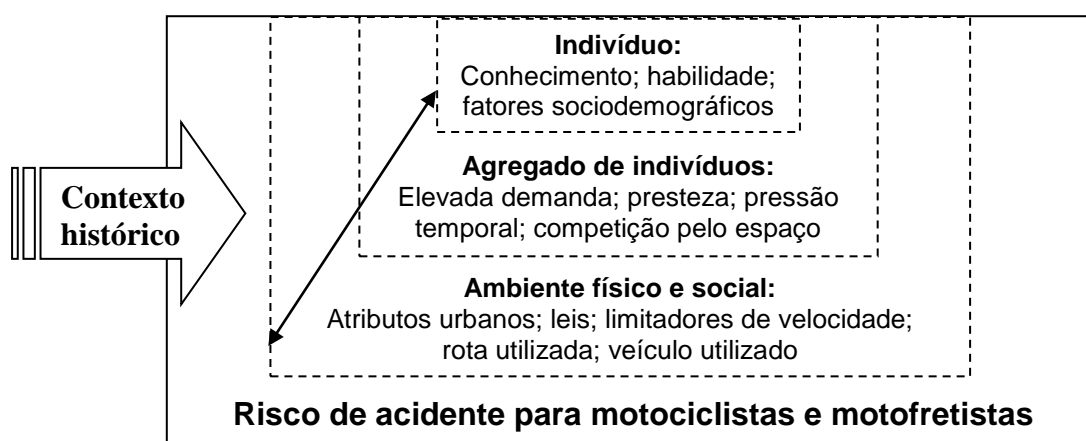 Indivíduo:
Conhecimento; habilidade;
fatores sociodemográficos
Agregado de indivíduos:
Elevada demanda; presteza; pressão
temporal; competição pelo espaço
Contexto
histórico
Ambiente físico e social:
Atributos urbanos; leis; limitadores de velocidade;
rota utilizada; veículo utilizado
Risco de acidente para motociclistas e motofretistas